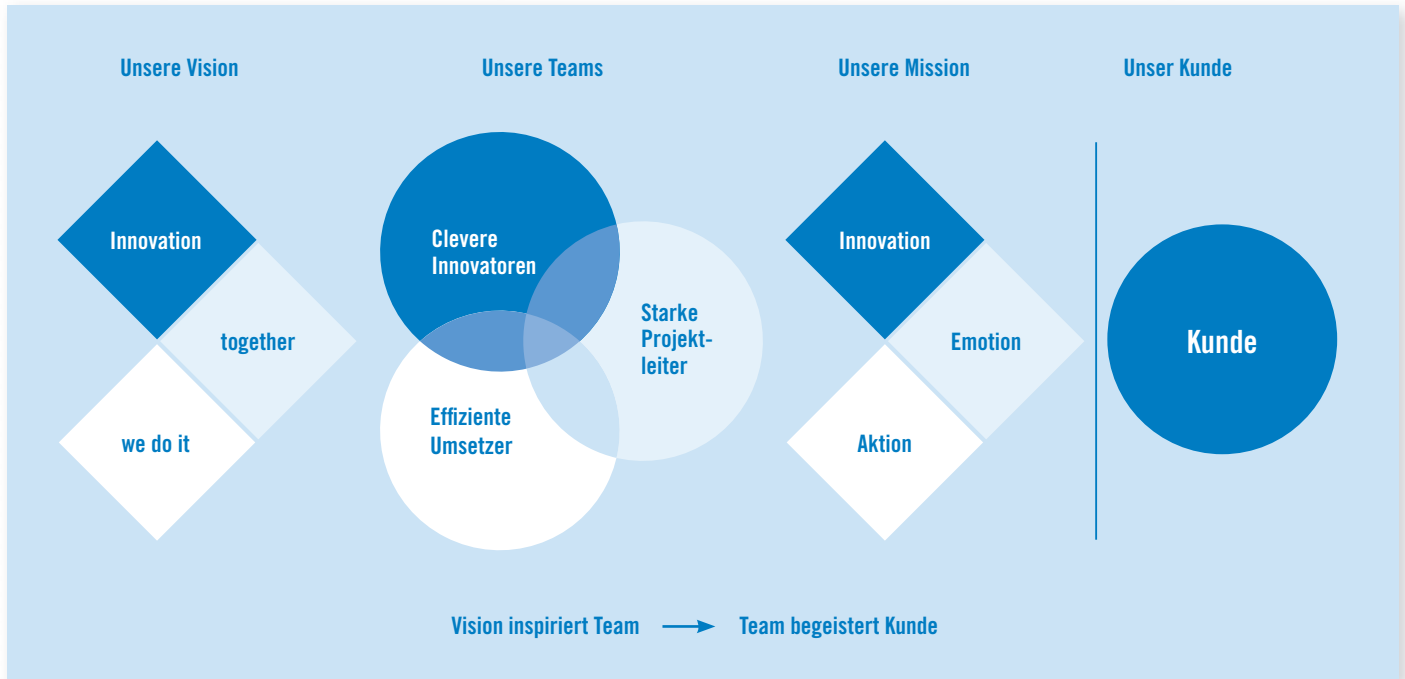 Unsere Vision
Unsere Teams
Unsere Mission
Unser Kunde
Innovation
together
we do it
Clevere
Innovatoren
Starke
Projekt-
leiter
Effiziente
Umsetzer
Innovation
Emotion
Aktion
Kunde
Vision inspiriert Team
Team begeistert Kunde